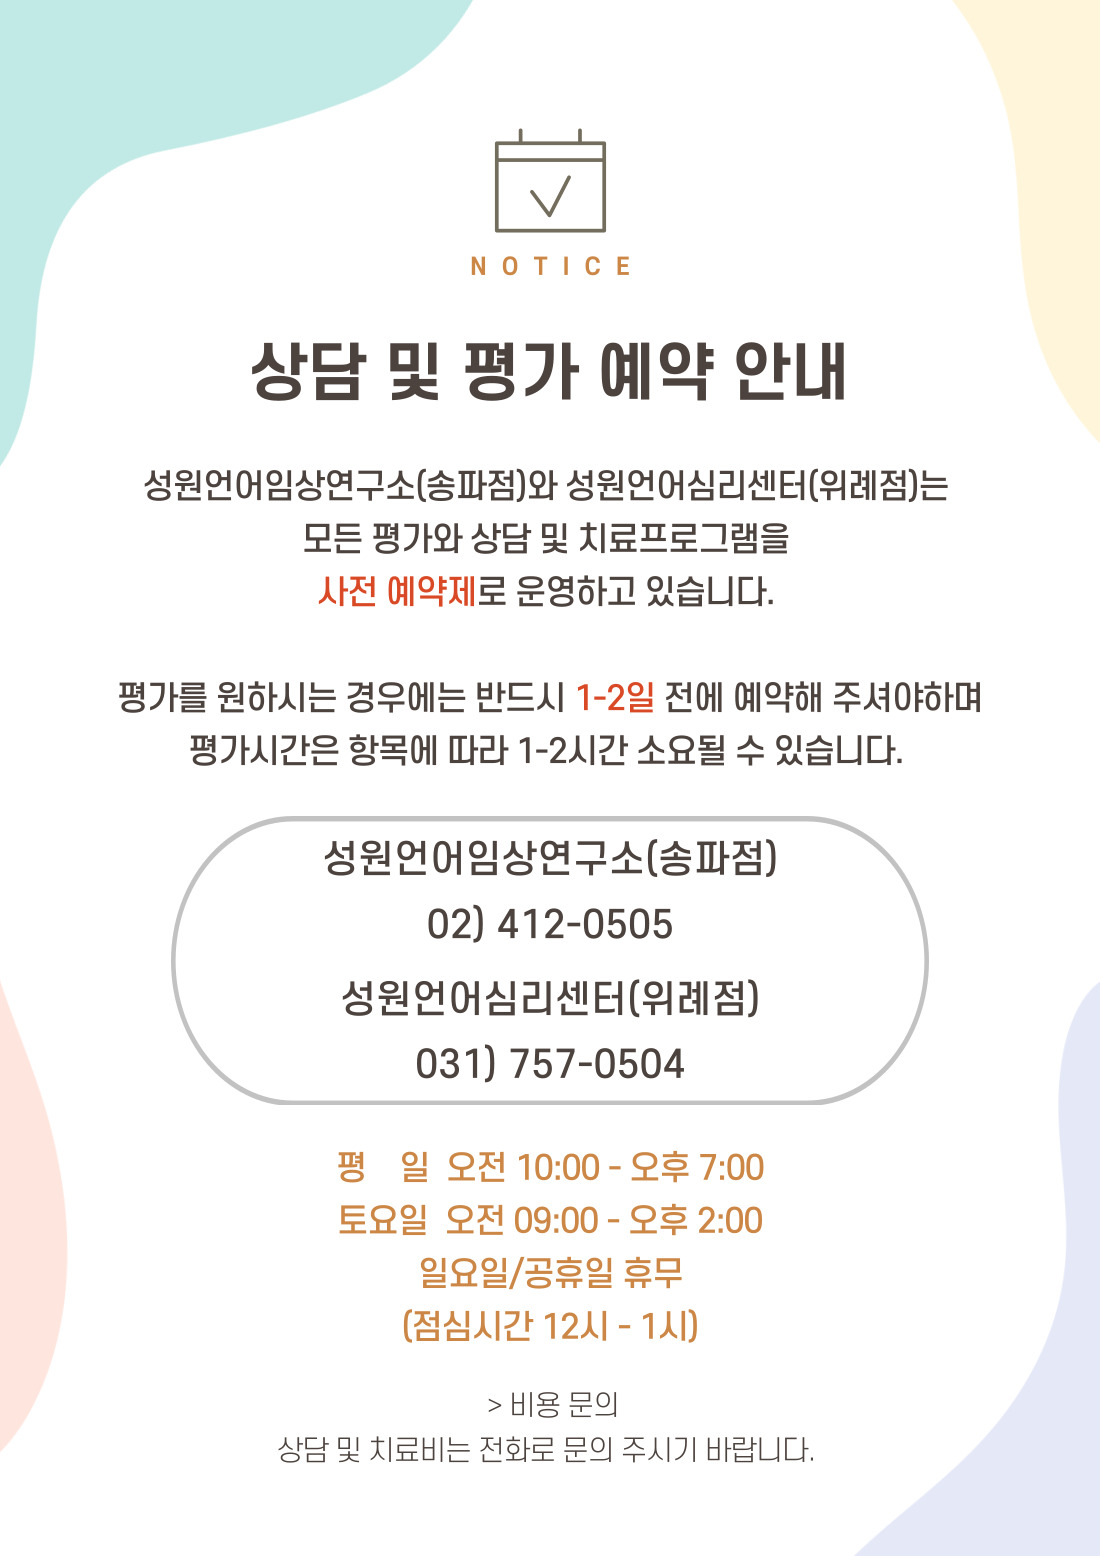 NOTICE
상담 및 평가 예약 안내
성원언어임상연구소(송파점)와 성원언어심리센터(위례점)는
모든 평가와 상담 및 치료프로그램을
사전 예약제로 운영하고 있습니다.
평가를 원하시는 경우에는 반드시 1-2일 전에 예약해 주셔야하며
평가시간은 항목에 따라 1-2시간 소요될 수 있습니다.
성원언어임상연구소(송파점)
02) 412-0505
성원언어심리센터(위례점)
031) 757-0504
평 일 오전 10:00 - 오후 7:00
토요일 오전 09:00 - 오후 2:00
일요일/공휴일 휴무
(점심시간 12시 - 1시)
> 비용 문의
상담 및 치료비는 전화로 문의 주시기 바랍니다.